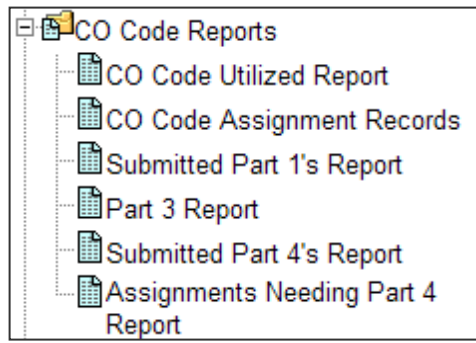 CO Code Reports
CO Code Utilized Report
CO Code Assignment Records
Submitted Part 1's Report
Part 3 Report
Submitted Part 4's Report
Assignments Needing Part 4
Report